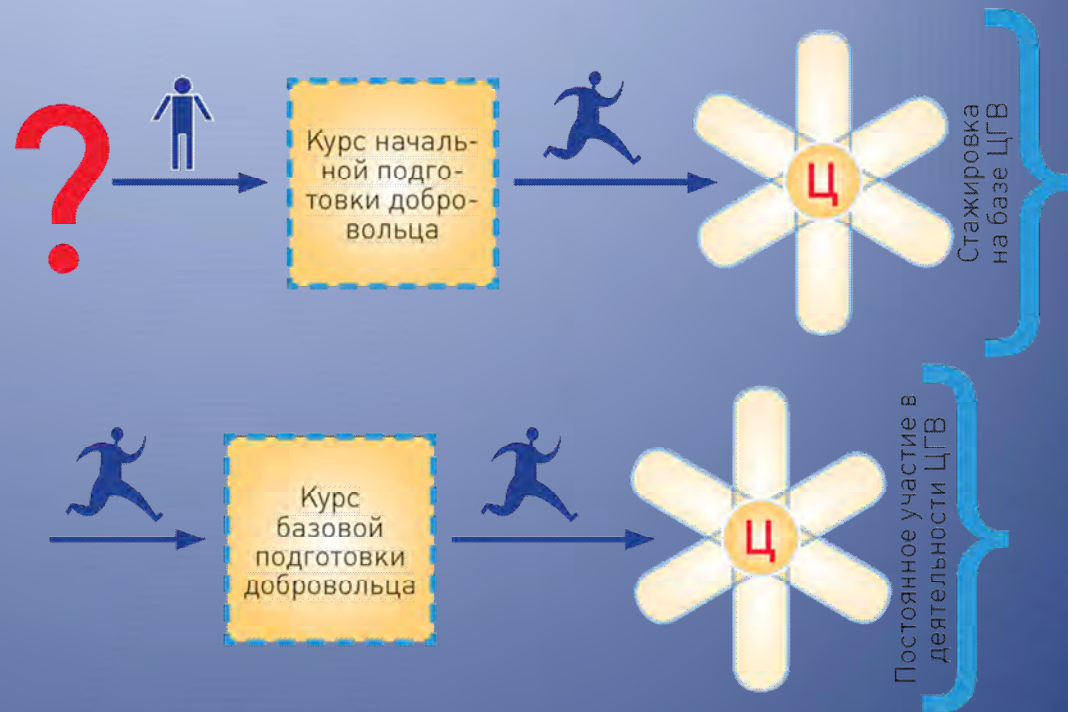 ?
Курс началь-
ной подго-
товки добро-
вольца
Ц
Стажировка
на базе ЦГВ
Курс
базовой
подготовки
добровольца
Ц
Постоянное участие в
деятельности ЦГВ